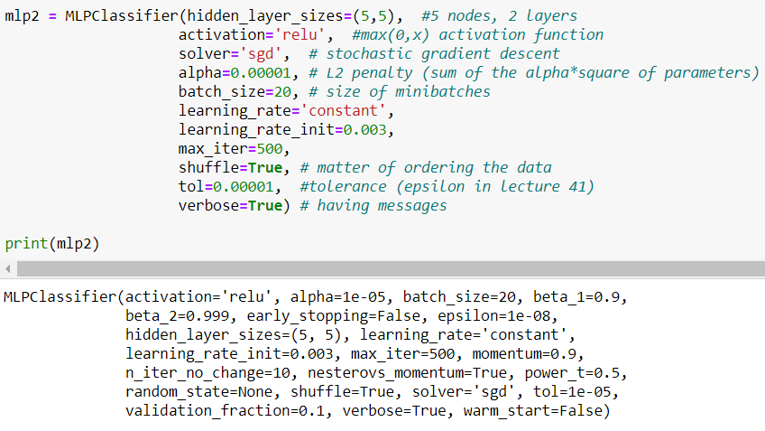 mlp2 = MLPClassifier(hidden_layer_sizes=(5,5),  #5 nodes, 2 layers
                     activation='relu',  #max(0,x) activation function
                     solver='sgd',  # stochastic gradient descent
                     alpha=0.00001, # L2 penalty (sum of the alpha*square of parameters)
                     batch_size=20, # size of minibatches
                     learning_rate='constant',
                     learning_rate_init=0.003,
                     max_iter=500,
                     shuffle=True, # matter of ordering the data
                     tol=0.00001,  #tolerance (epsilon in lecture 41)
                     verbose=True) # having messages
print(mlp2)
MLPClassifier(activation='relu', alpha=1e-05, batch_size=20, beta_1=0.9,
              beta_2=0.999, early_stopping=False, epsilon=1e-08,
              hidden_layer_sizes=(5, 5), learning_rate='constant',
              learning_rate_init=0.003, max_iter=500, momentum=0.9,
              n_iter_no_change=10, nesterovs_momentum=True, power_t=0.5,
              random_state=None, shuffle=True, solver='sgd', tol=1e-05,
              validation_fraction=0.1, verbose=True, warm_start=False)